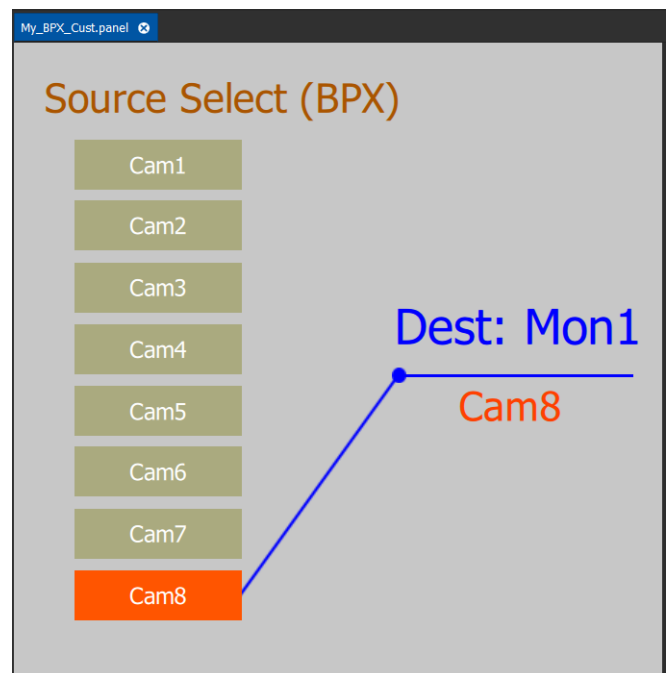 My_BPX_Cust.panel
Source Select (BPX)
Cam1
Cam2
Cam3
Cam4
Cam5
Cam6
Cam7
Cam8
Dest: Mon1
Cam8